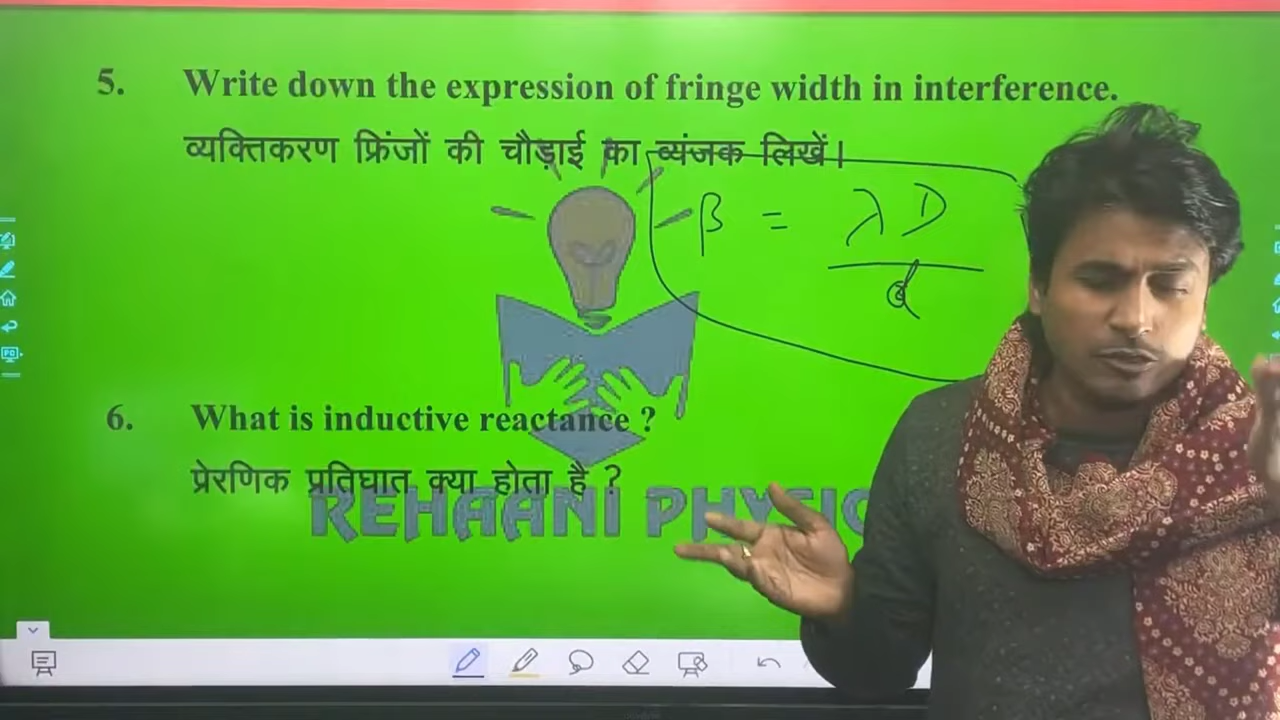 5. Write down the expression of fringe width in interference.
व्यक्तिकरण फ्रिंजों की चौड़ाई का व्यंजक लिखें।
β = λD
d
6. What is inductive reactance ?
प्रेरणिक प्रतिघात क्या होता है ?
REHAANI PHYSIC